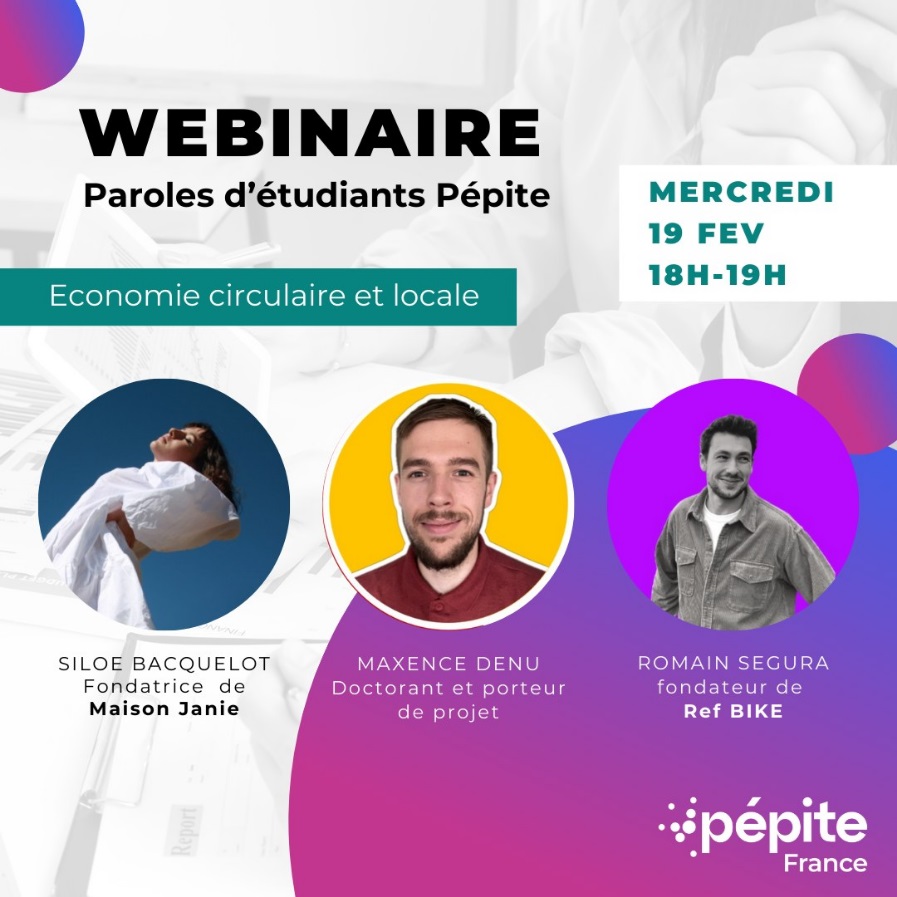 WEBINAIRE
Paroles d’étudiants Pépite
MERCREDI
19 FEV
18H-19H
Economie circulaire et locale
SILOE BACQUELOT
Fondatrice de
Maison Janie
MAXENCE DENU
Doctorant et porteur
de projet
ROMAIN SEGURA
fondateur de
Ref BIKE
Report
pépite
France